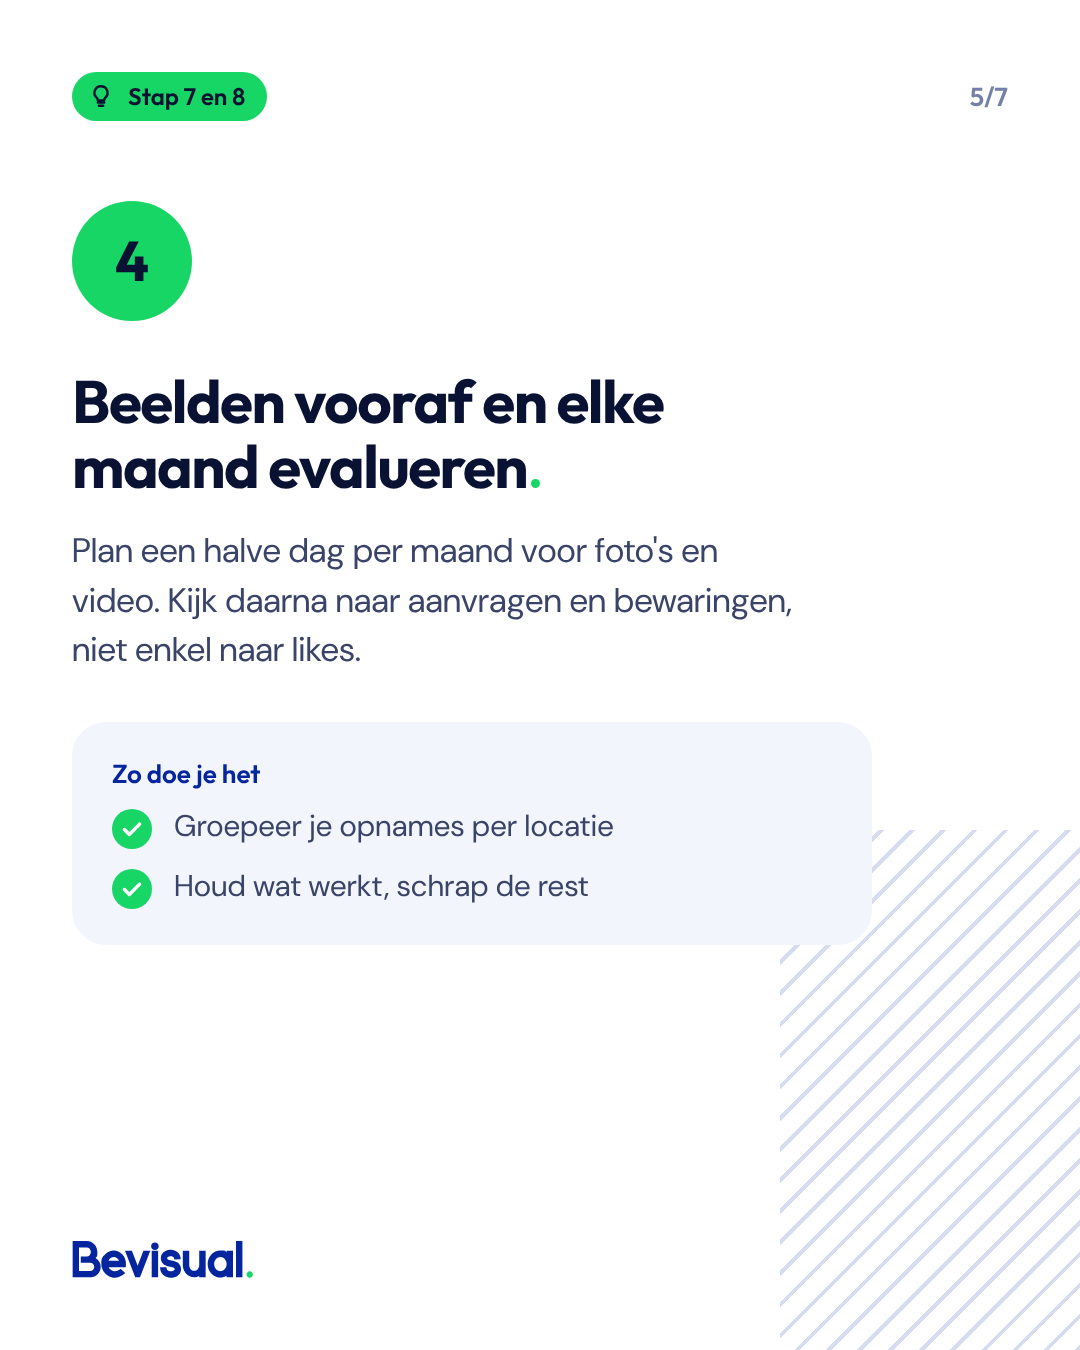 Stap 7 en 8
5/7
4
Beelden vooraf en elke
maand evalueren.
Plan een halve dag per maand voor foto's en
video. Kijk daarna naar aanvragen en bewaringen,
niet enkel naar likes.
Zo doe je het
Groepeer je opnames per locatie
Houd wat werkt, schrap de rest
Bevisual.